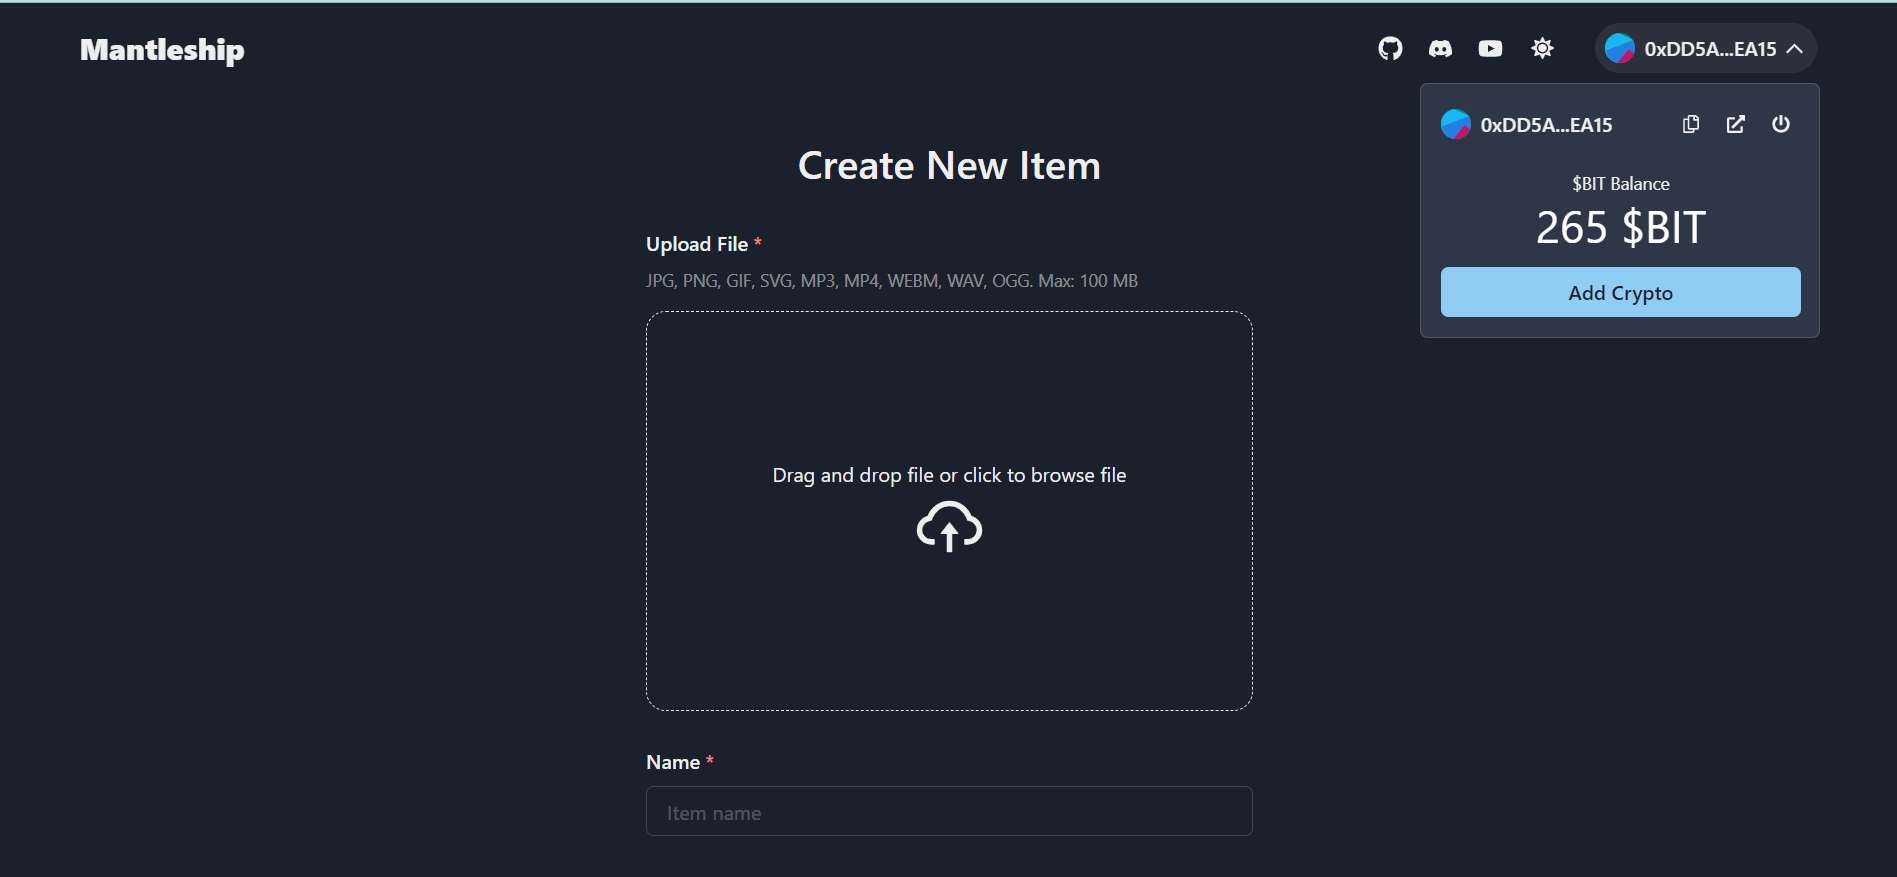 Mantleship
0xDD5A...EA15
0xDD5A...EA15
$BIT Balance
265 $BIT
Add Crypto
Create New Item
Upload File *
JPG, PNG, GIF, SVG, MP3, MP4, WEBM, WAV, OGG. Max: 100 MB
Drag and drop file or click to browse file
Name *
Item name